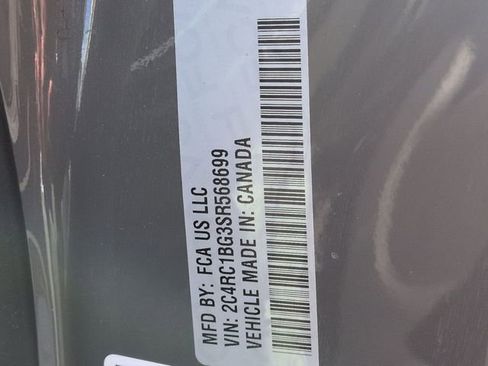 MFD BY: FCA US LLC
VIN: 2C4RC1BG3SR568699
VEHICLE MADE IN: CANADA